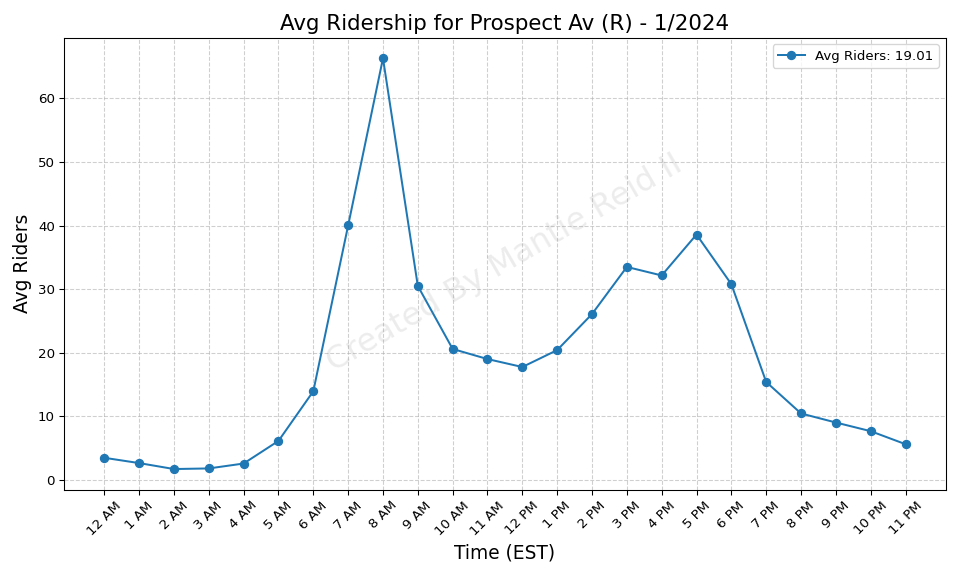 Avg Ridership for Prospect Av (R) - 1/2024
Avg Riders: 19.01
Avg Riders
60
50
40
30
20
10
0
Created By Mantie Reid II
12 AM
1 AM
2 AM
3 AM
4 AM
5 AM
6 AM
7 AM
8 AM
9 AM
10 AM
11 AM
12 PM
1 PM
2 PM
3 PM
4 PM
5 PM
6 PM
7 PM
8 PM
9 PM
10 PM
11 PM
Time (EST)